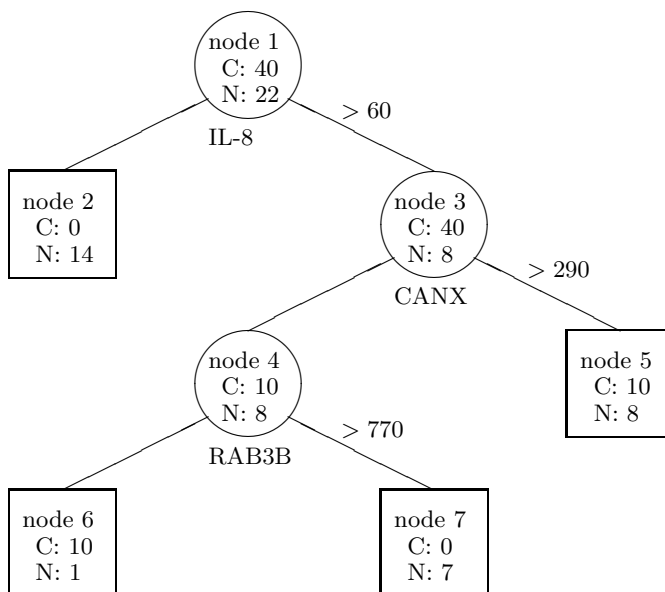 node 1
C: 40
N: 22
IL-8
> 60
node 2
C: 0
N: 14
node 3
C: 40
N: 8
CANX
> 290
node 4
C: 10
N: 8
RAB3B
> 770
node 5
C: 10
N: 8
node 6
C: 10
N: 1
node 7
C: 0
N: 7